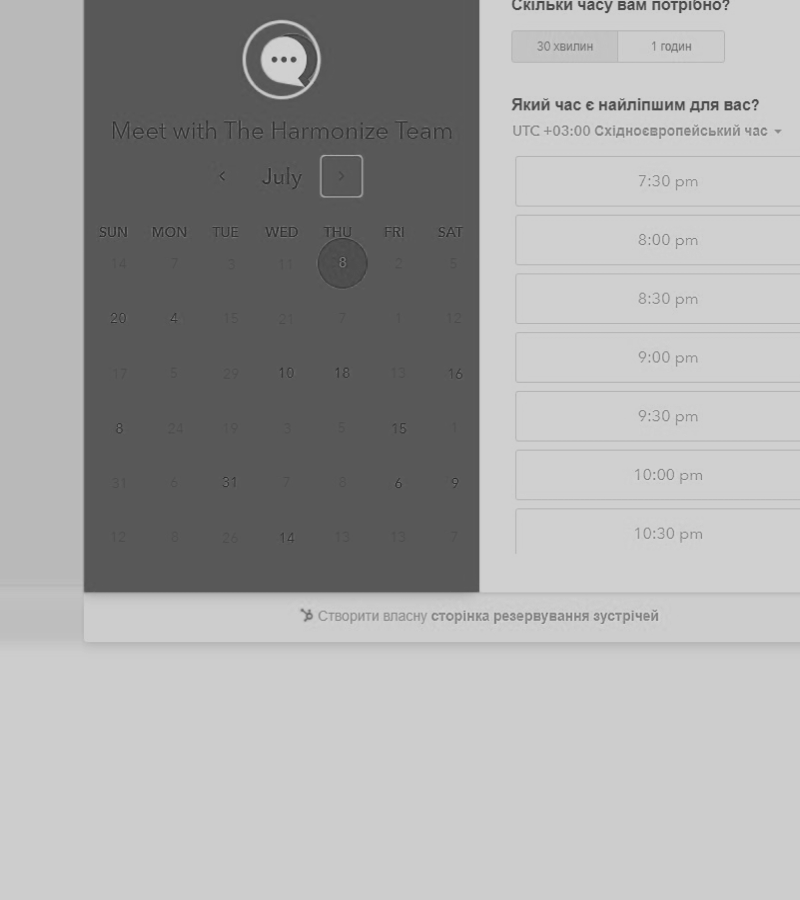 Скільки часу вам потрібно?
30 хвилин 1 годин
Meet with The Harmonize Team
Який час є найліпшим для вас?
UTC +03:00 Східноєвропейський час
July
7:30 pm
SUN MON TUE WED THU FRI SAT
8:00 pm
14 7 3 11 8 2 5
8:30 pm
20 4 15 21 7 1 12
9:00 pm
17 5 29 10 18 13 16
9:30 pm
8 24 19 3 5 15 1
10:00 pm
31 6 31 7 8 6 9
10:30 pm
12 8 26 14 13 13 7
Створити власну сторінка резервування зустрічей